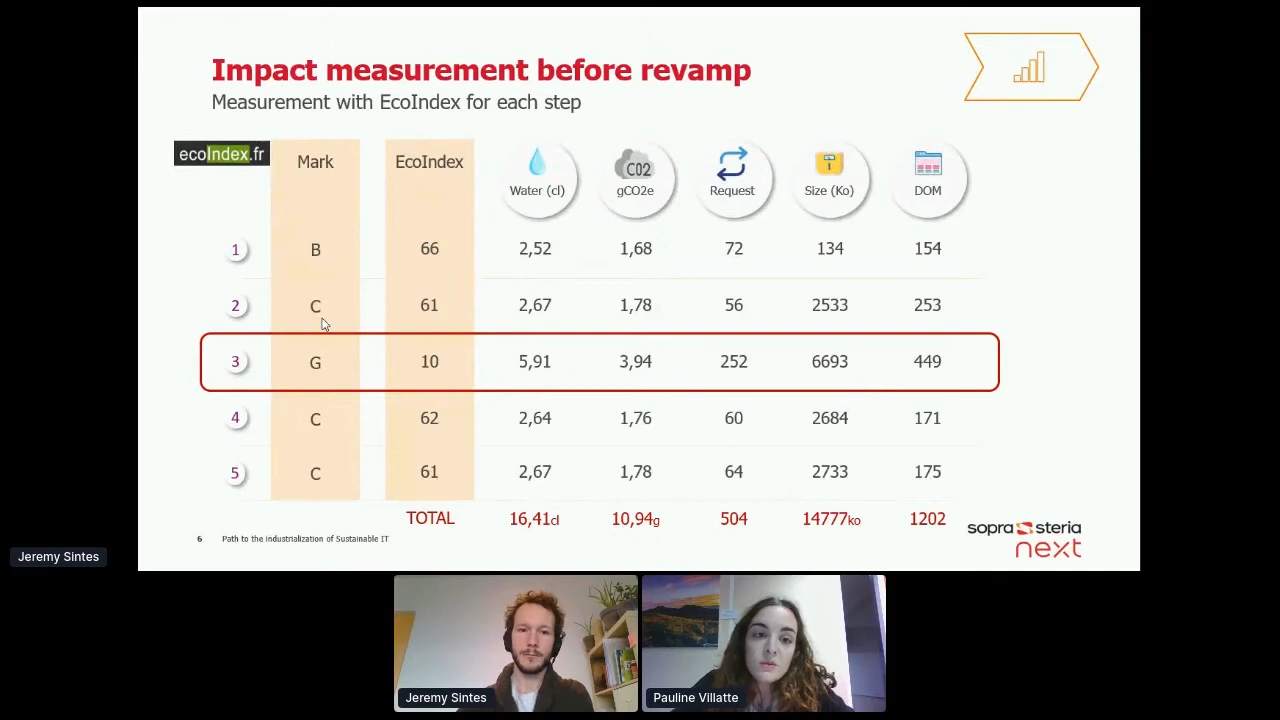 Impact measurement before revamp
Measurement with EcoIndex for each step
ecoIndex.fr Mark EcoIndex Water (cl) CO2 gCO2e Request Size (Ko) DOM
1 B 66 2,52 1,68 72 134 154
2 C 61 2,67 1,78 56 2533 253
3 G 10 5,91 3,94 252 6693 449
4 C 62 2,64 1,76 60 2684 171
5 C 61 2,67 1,78 64 2733 175
TOTAL 16,41cl 10,94g 504 14777ko 1202
6 Path to the industrialization of Sustainable IT
sopra steria
next
Jeremy Sintes
Jeremy Sintes
Pauline Villatte